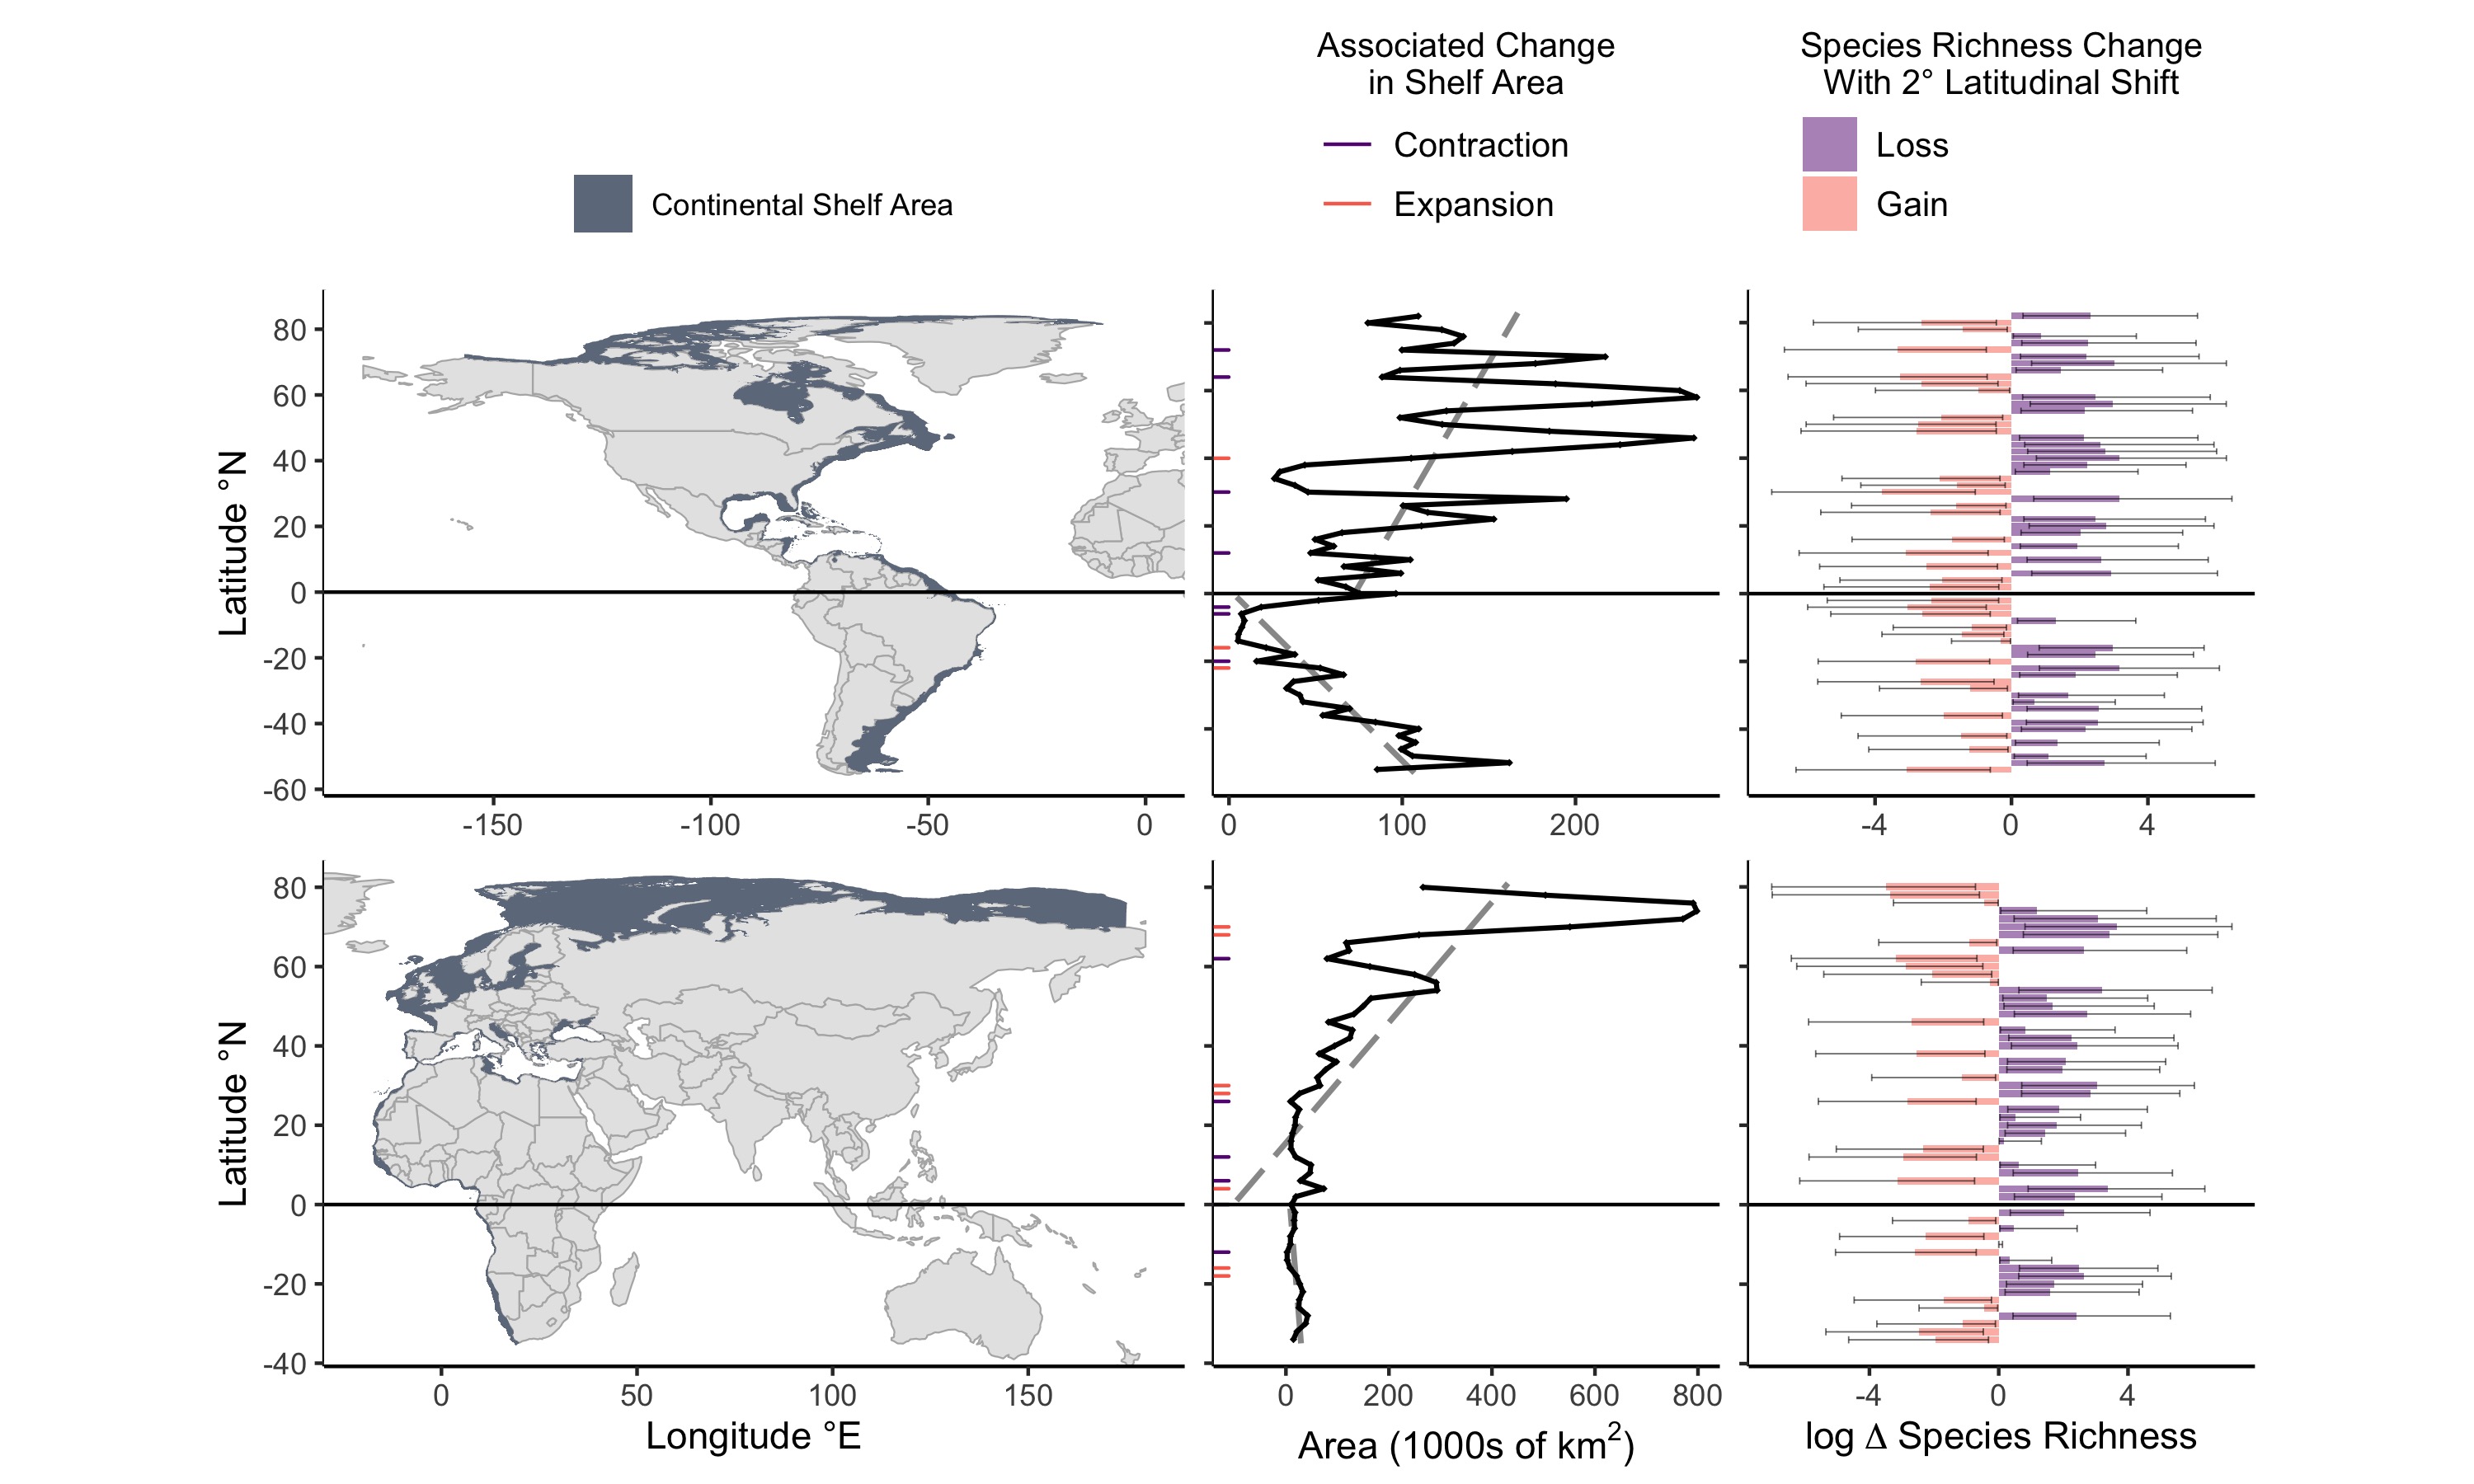 Associated Change
in Shelf Area
Contraction
Expansion
Species Richness Change
With 2° Latitudinal Shift
Loss
Gain
Continental Shelf Area
Latitude °N
80
60
40
20
0
-20
-40
-60
-150
-100
-50
0
0
100
200
-4
0
4
Latitude °N
80
60
40
20
0
-20
-40
0
50
100
150
Longitude °E
0
200
400
600
800
Area (1000s of km²)
-4
0
4
log Δ Species Richness